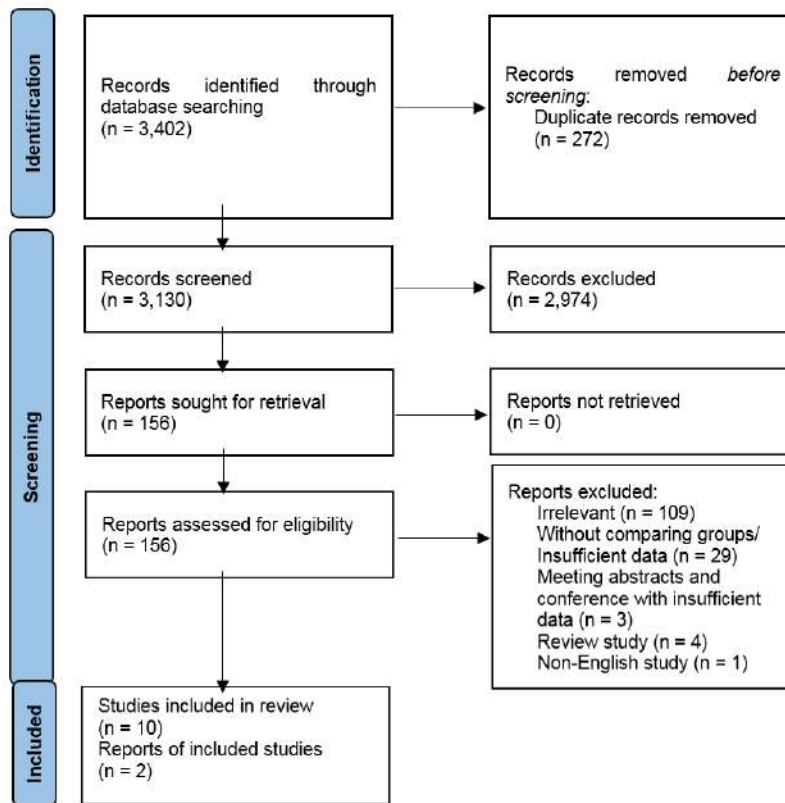 Identification
Records identified through
database searching
(n = 3,402)
Records removed before
screening:
Duplicate records removed
(n = 272)
Screening
Records screened
(n = 3,130)
Records excluded
(n = 2,974)
Reports sought for retrieval
(n = 156)
Reports not retrieved
(n = 0)
Reports assessed for eligibility
(n = 156)
Reports excluded:
Irrelevant (n = 109)
Without comparing groups/
Insufficient data (n = 29)
Meeting abstracts and
conference with insufficient
data (n = 3)
Review study (n = 4)
Non-English study (n = 1)
Included
Studies included in review
(n = 10)
Reports of included studies
(n = 2)